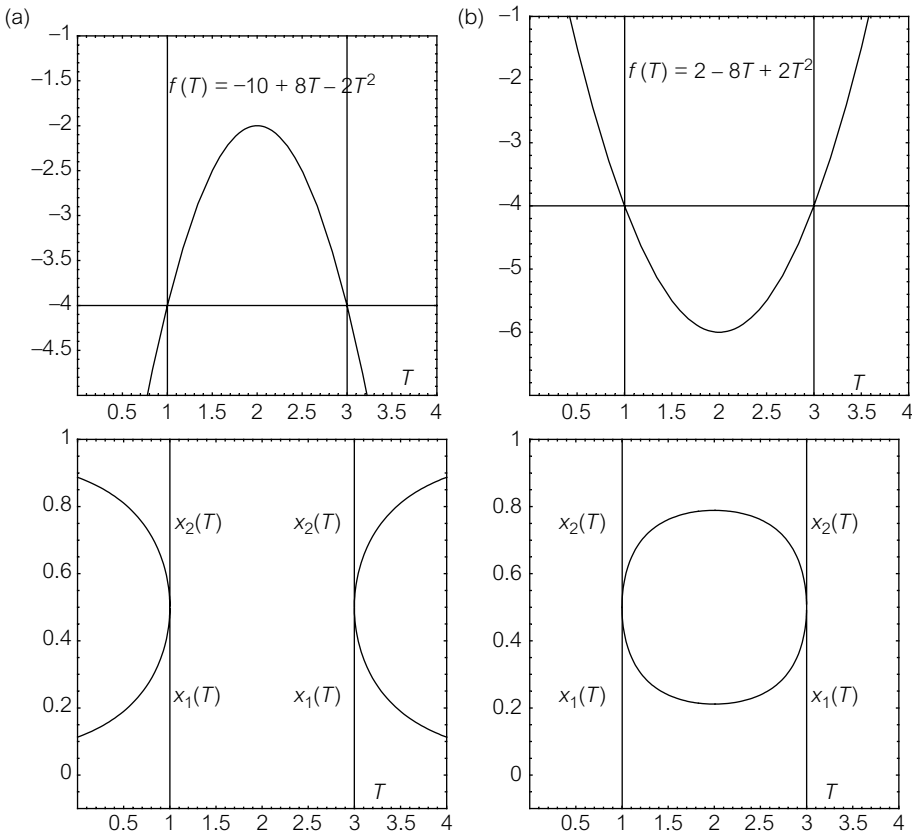 (a)
−1
−1.5
f (T) = −10 + 8T − 2T²
−2
−2.5
−3
−3.5
−4
−4.5
T
0.5 1 1.5 2 2.5 3 3.5 4
(b)
−1
−2
f (T) = 2 − 8T + 2T²
−3
−4
−5
−6
T
0.5 1 1.5 2 2.5 3 3.5 4
1
0.8
x₂(T) x₂(T)
0.6
0.4
x₁(T) x₁(T)
0.2
0
T
0.5 1 1.5 2 2.5 3 3.5 4
1
0.8
x₂(T) x₂(T)
0.6
0.4
x₁(T) x₁(T)
0.2
0
T
0.5 1 1.5 2 2.5 3 3.5 4